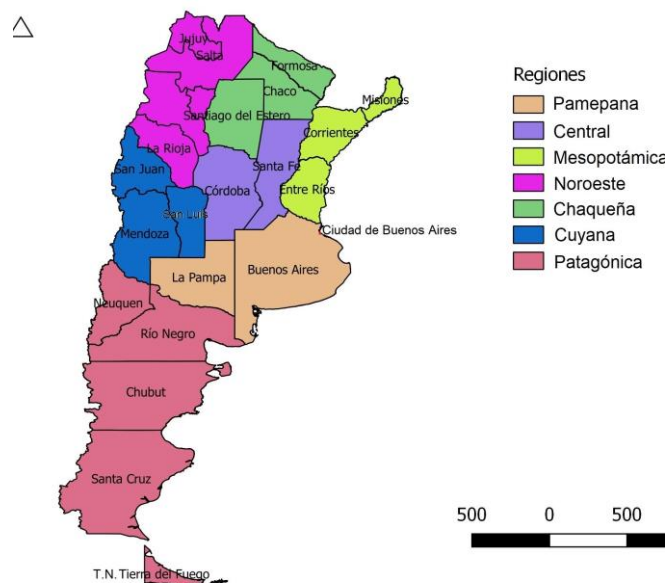 Jujuy
Salta
Formosa
Chaco
Misiones
Santiago del Estero
Corrientes
La Rioja
San Juan
Santa Fe
Córdoba
Entre Ríos
San Luis
Mendoza
Ciudad de Buenos Aires
La Pampa
Buenos Aires
Neuquen
Río Negro
Chubut
Santa Cruz
T.N. Tierra del Fuego
Regiones
Pamepana
Central
Mesopotámica
Noroeste
Chaqueña
Cuyana
Patagónica
500 0 500